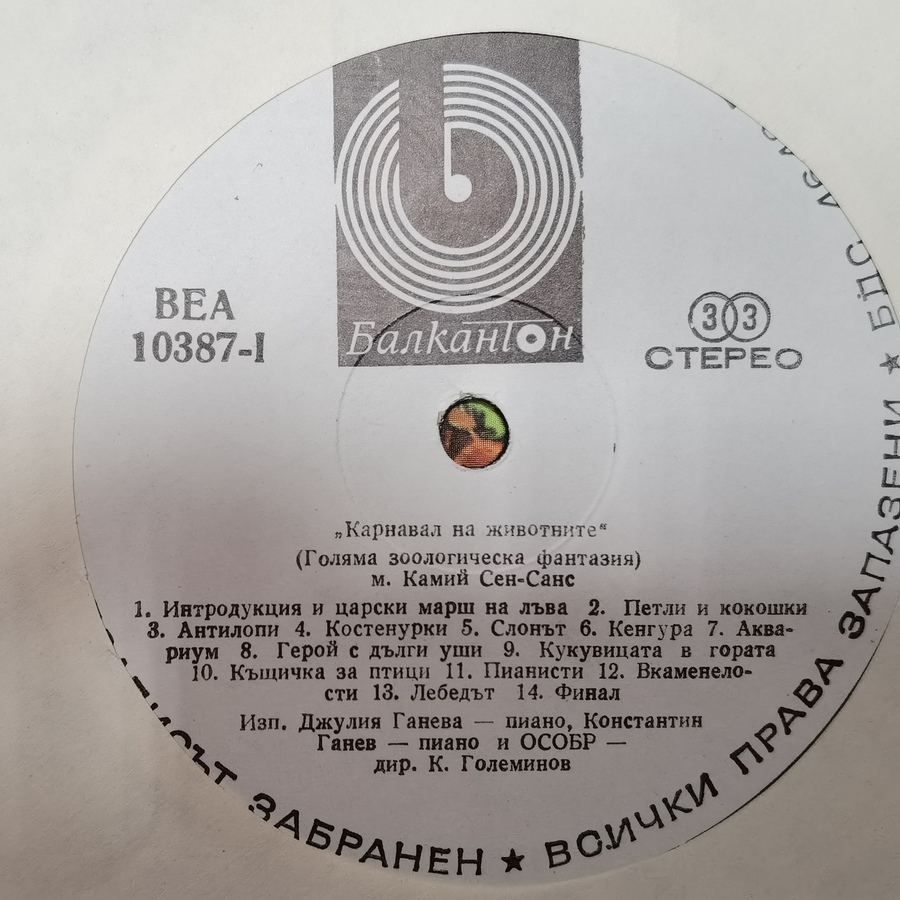 Балкантон
ВЕА
10387-I
33
СТЕРЕО
„Карнавал на животните“
(Голяма зоологическа фантазия)
м. Камий Сен-Санс
1. Интродукция и царски марш на лъва 2. Петли и кокошки
3. Антилопи 4. Костенурки 5. Слонът 6. Кенгура 7. Аква-
риум 8. Герой с дълги уши 9. Кукувицата в гората
10. Къщичка за птици 11. Пианисти 12. Вкаменело-
сти 13. Лебедът 14. Финал
Изп. Джулия Ганева — пиано, Константин
Ганев — пиано и ОСОБР —
дир. К. Големинов
ЗАБРАНЕН ★ ВСИЧКИ ПРАВА ЗАПАЗЕНИ ★ БДС